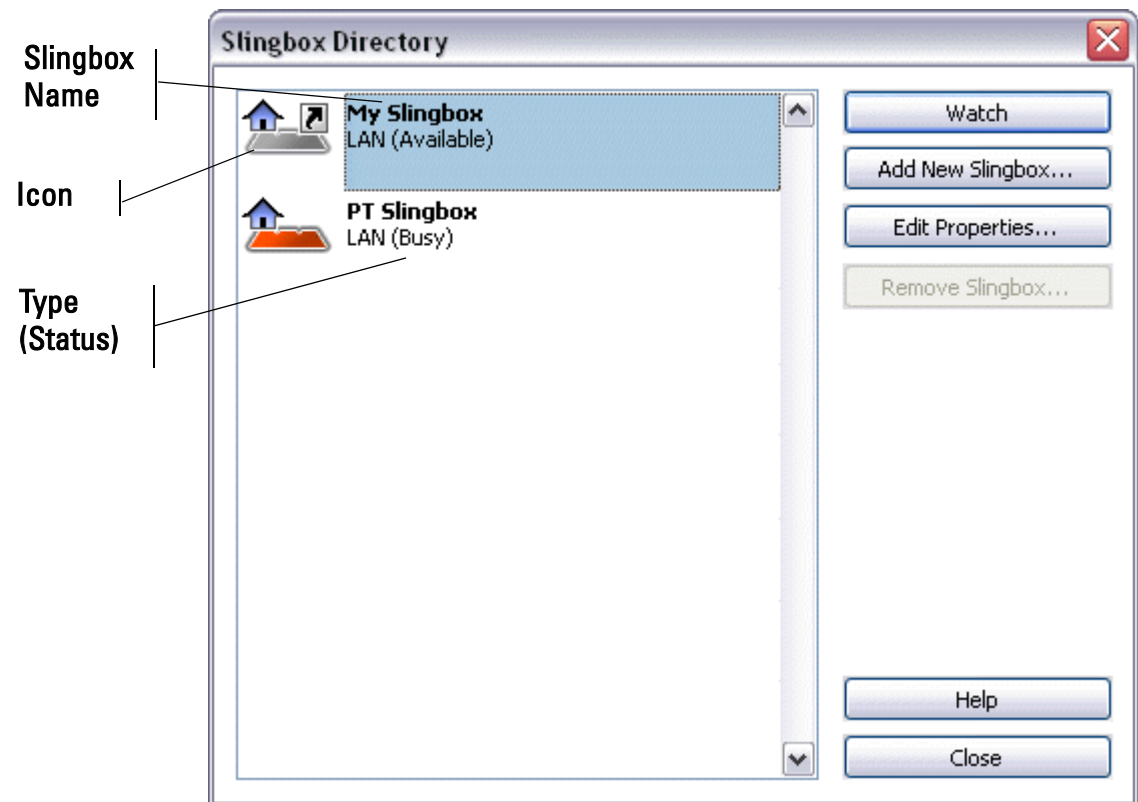 Slingbox Directory
Slingbox
Name
Icon
Type
(Status)
My Slingbox
LAN (Available)
PT Slingbox
LAN (Busy)
Watch
Add New Slingbox...
Edit Properties...
Remove Slingbox...
Help
Close